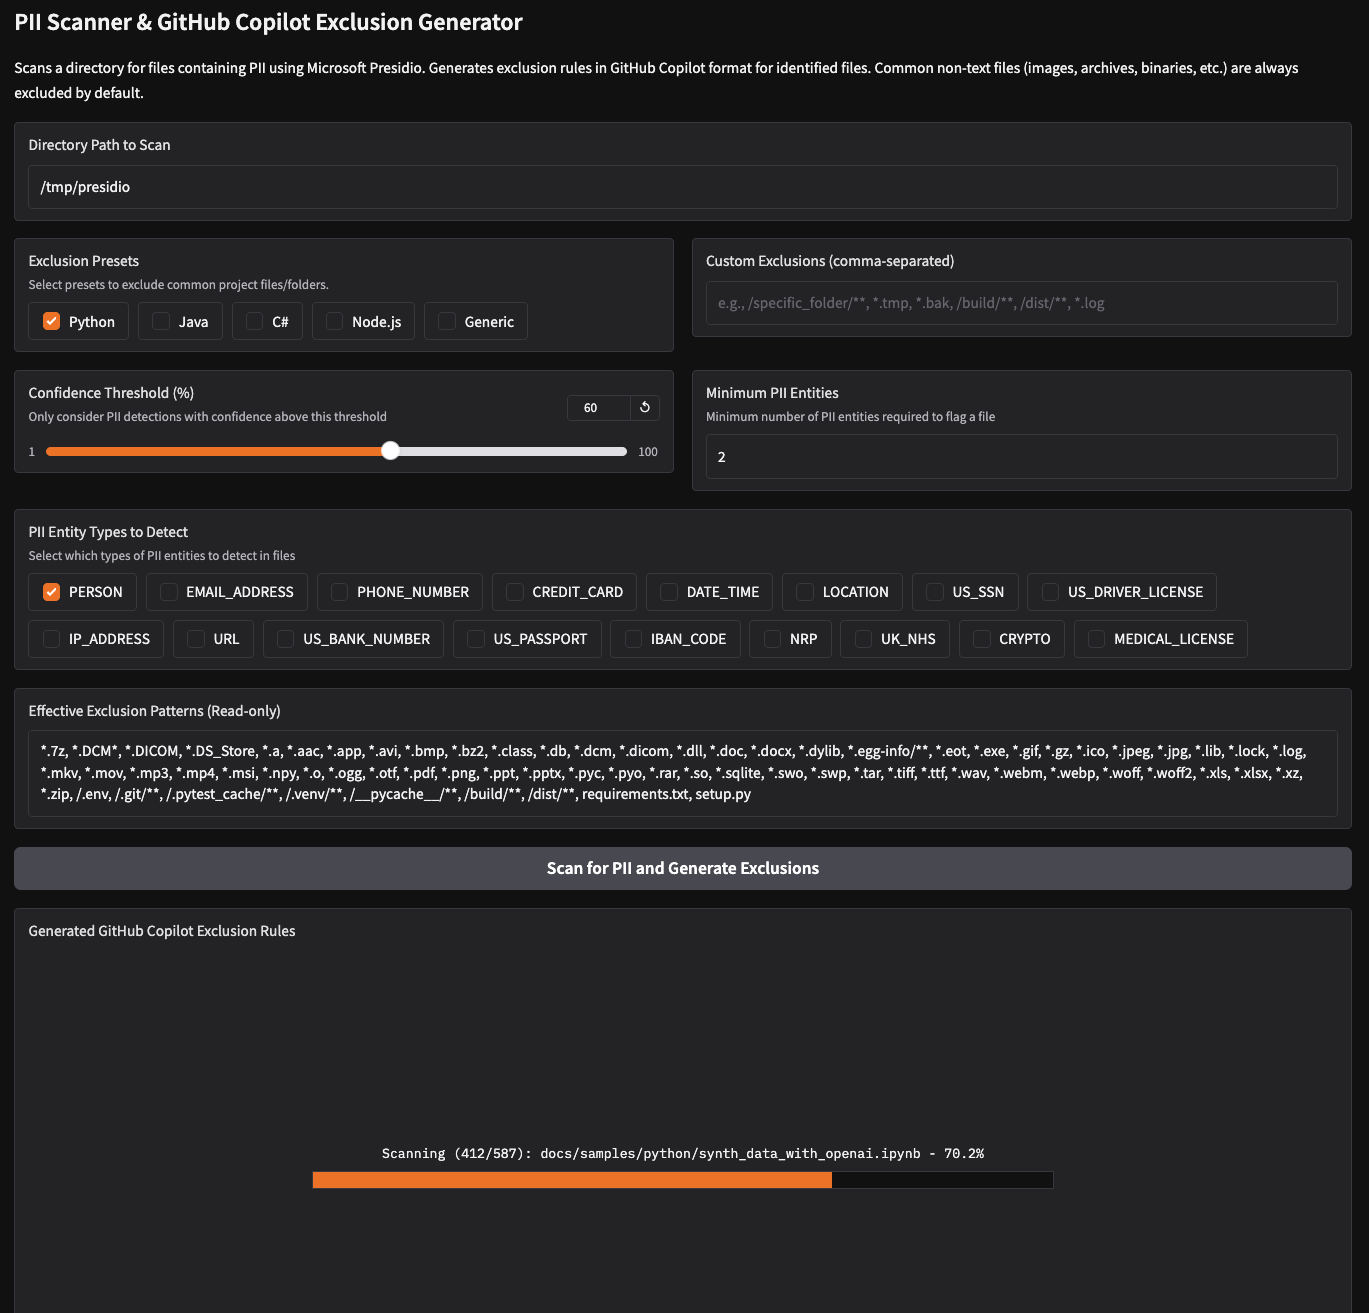 PII Scanner & GitHub Copilot Exclusion Generator
Scans a directory for files containing PII using Microsoft Presidio. Generates exclusion rules in GitHub Copilot format for identified files. Common non-text files (images, archives, binaries, etc.) are always
excluded by default.
Directory Path to Scan
/tmp/presidio
Exclusion Presets
Select presets to exclude common project files/folders.
Python Java C# Node.js Generic
Custom Exclusions (comma-separated)
e.g., /specific_folder/**, *.tmp, *.bak, /build/**, /dist/**, *.log
Confidence Threshold (%)
Only consider PII detections with confidence above this threshold
60
1 100
Minimum PII Entities
Minimum number of PII entities required to flag a file
2
PII Entity Types to Detect
Select which types of PII entities to detect in files
PERSON EMAIL_ADDRESS PHONE_NUMBER CREDIT_CARD DATE_TIME LOCATION US_SSN US_DRIVER_LICENSE
IP_ADDRESS URL US_BANK_NUMBER US_PASSPORT IBAN_CODE NRP UK_NHS CRYPTO MEDICAL_LICENSE
Effective Exclusion Patterns (Read-only)
*.7z, *.DCM*, *.DICOM, *.DS_Store, *.a, *.aac, *.app, *.avi, *.bmp, *.bz2, *.class, *.db, *.dcm, *.dicom, *.dll, *.doc, *.docx, *.dylib, *.egg-info/**, *.eot, *.exe, *.gif, *.gz, *.ico, *.jpeg, *.jpg, *.lib, *.lock, *.log,
*.mkv, *.mov, *.mp3, *.mp4, *.msi, *.npy, *.o, *.ogg, *.otf, *.pdf, *.png, *.ppt, *.pptx, *.pyc, *.pyo, *.rar, *.so, *.sqlite, *.swo, *.swp, *.tar, *.tiff, *.ttf, *.wav, *.webm, *.webp, *.woff, *.woff2, *.xls, *.xlsx, *.xz,
*.zip, /.env, /.git/**, /.pytest_cache/**, /.venv/**, /__pycache__/**, /build/**, /dist/**, requirements.txt, setup.py
Scan for PII and Generate Exclusions
Generated GitHub Copilot Exclusion Rules
Scanning (412/587): docs/samples/python/synth_data_with_openai.ipynb - 70.2%